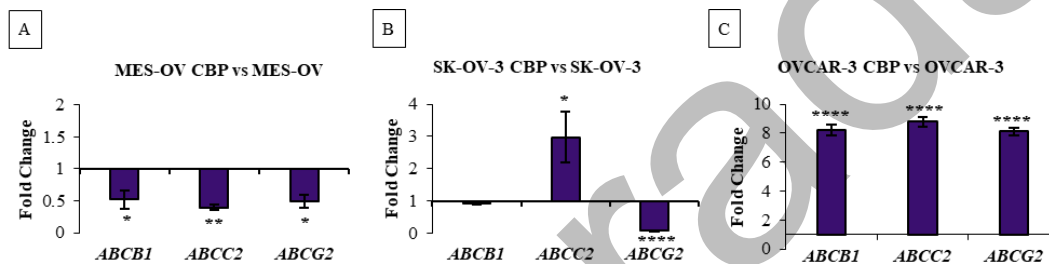 A
MES-OV CBP vs MES-OV
Fold Change
2
1.5
1
0.5
0
*
**
*
ABCB1
ABCC2
ABCG2
B
SK-OV-3 CBP vs SK-OV-3
Fold Change
4
3
2
1
0
*
****
ABCB1
ABCC2
ABCG2
C
OVCAR-3 CBP vs OVCAR-3
Fold Change
10
8
6
4
2
0
****
****
****
ABCB1
ABCC2
ABCG2